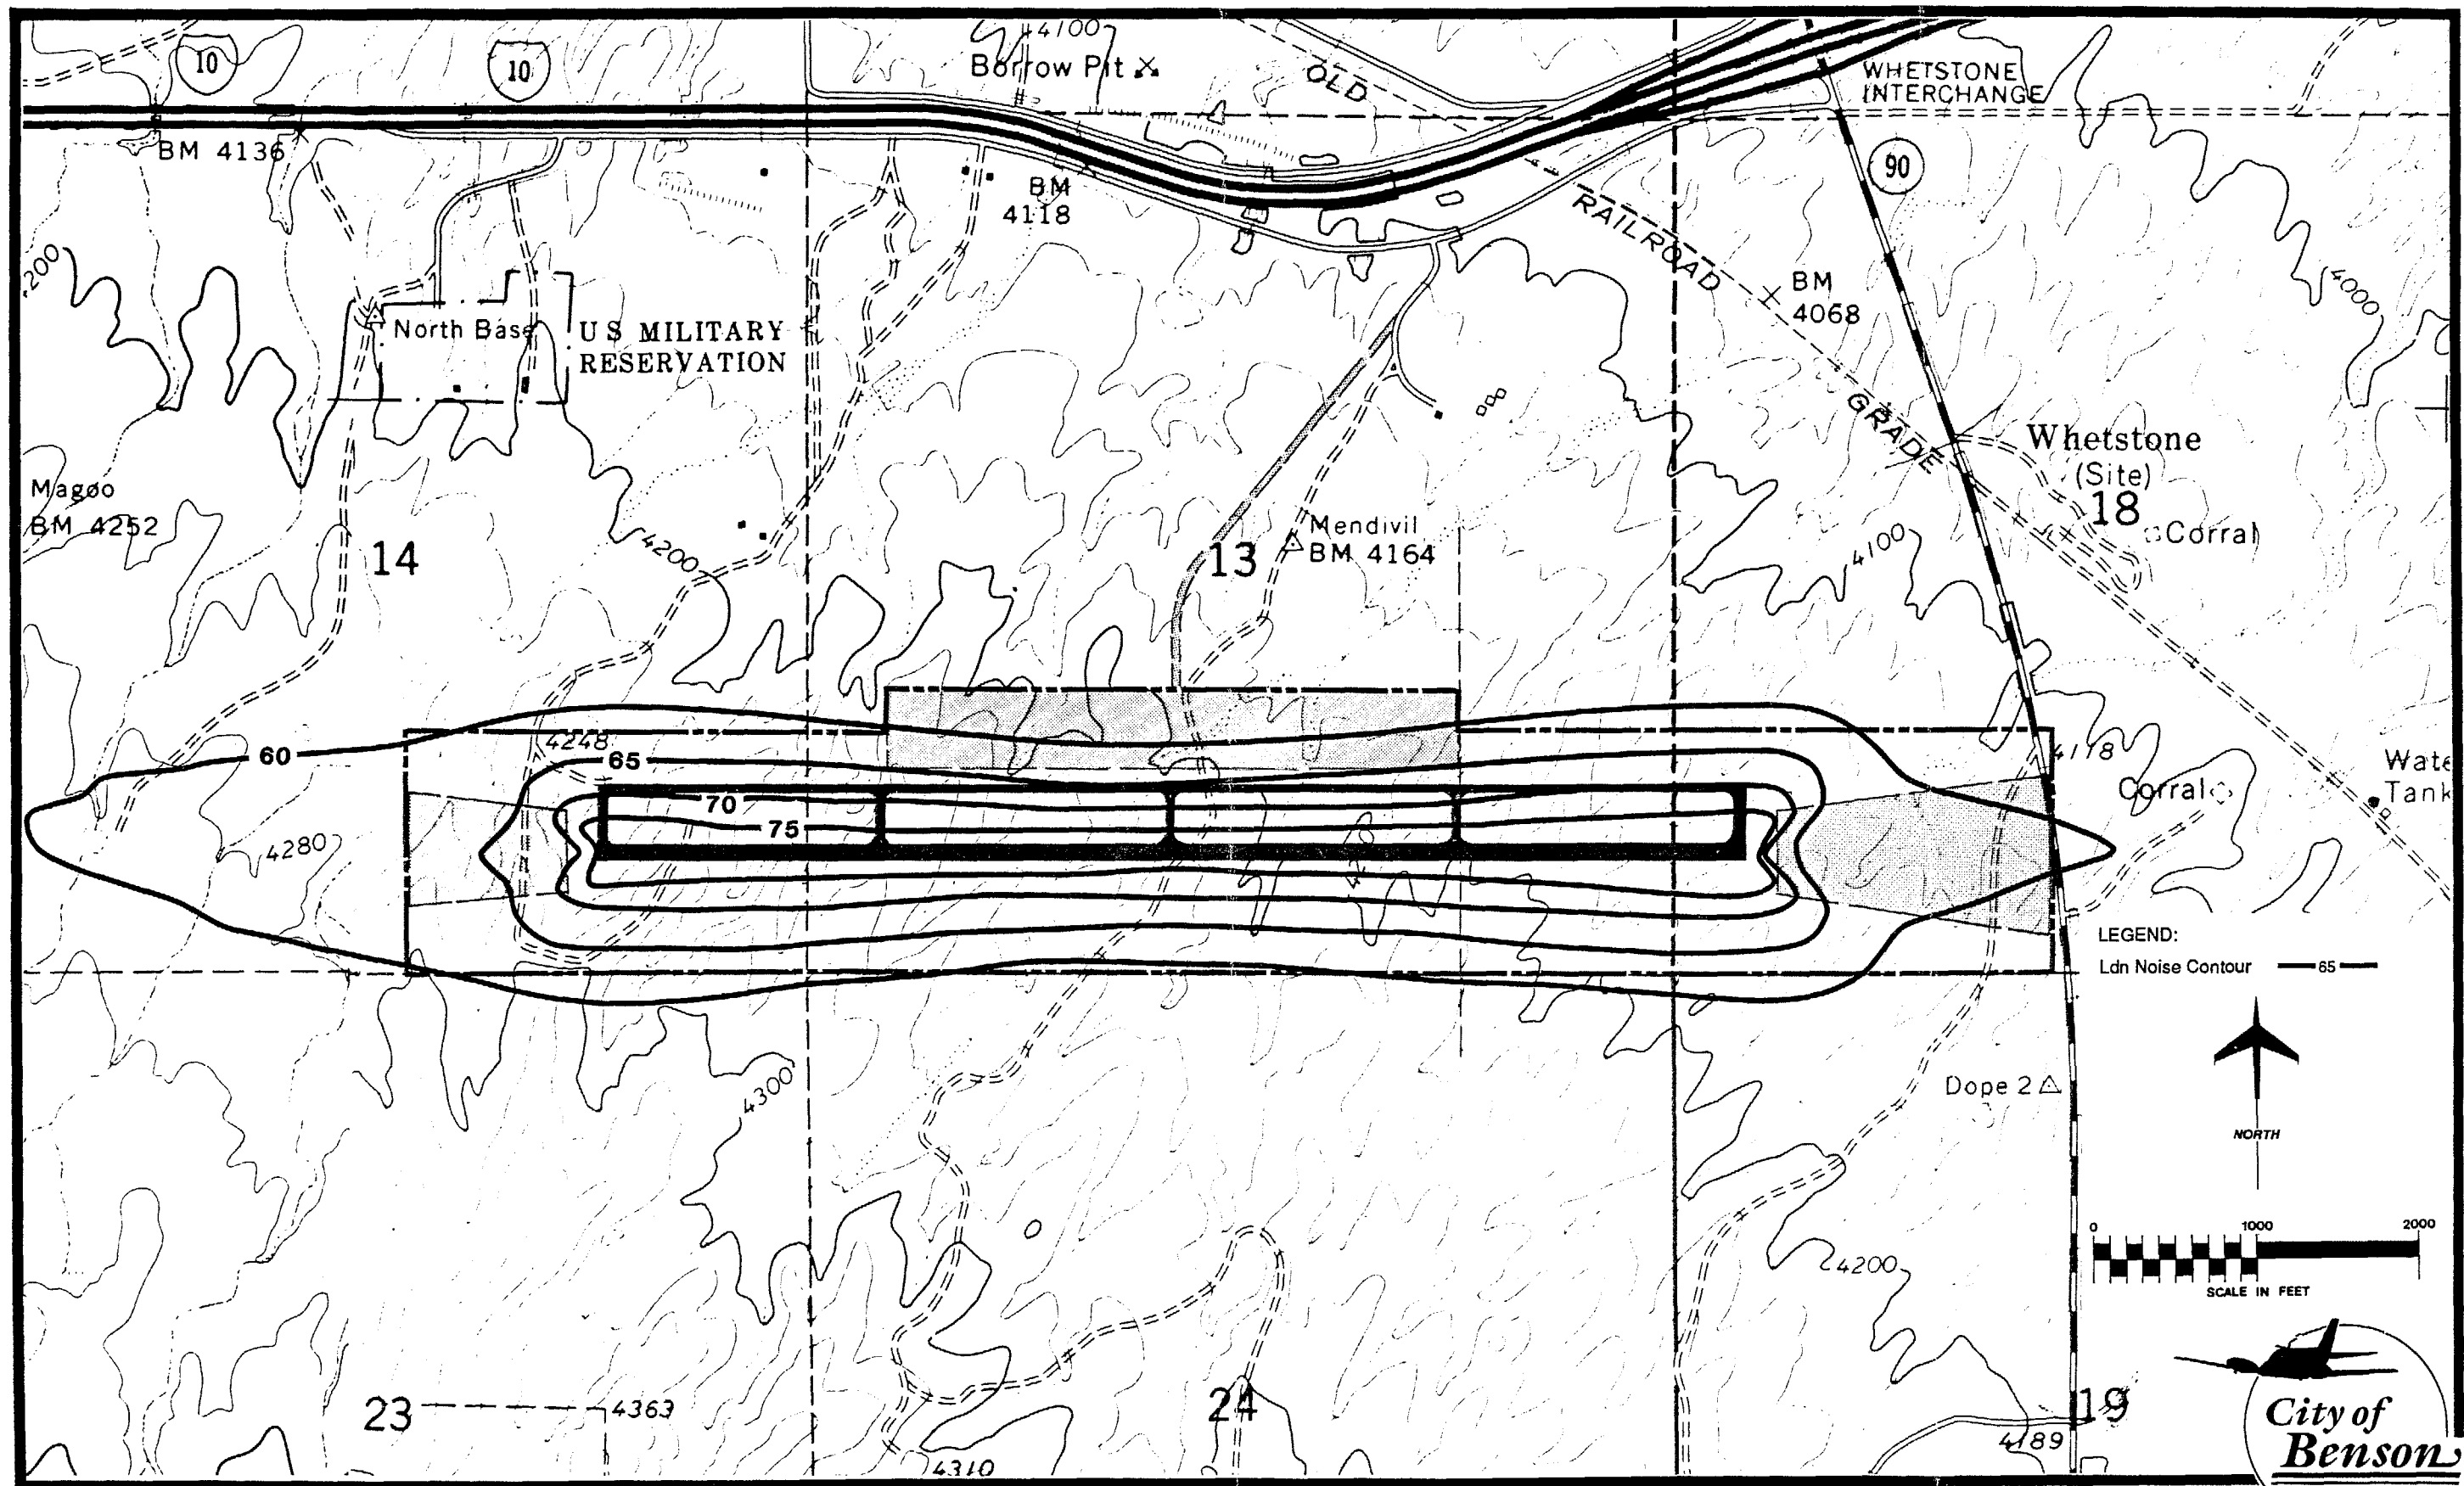 10
10
4100
Borrow Pit
OLD
WHETSTONE
INTERCHANGE
BM 4136
BM
4118
90
RAILROAD
200
BM
4068
4000
North Base
US MILITARY
RESERVATION
GRADE
Whetstone
(Site)
18
Corral
Magoo
BM 4252
14
4200
13
Mendivil
BM 4164
4100
60
4248
65
4118
Wate
Tank
Corral
70
75
4280
LEGEND:
Ldn Noise Contour 65
4300
Dope 2
NORTH
0 1000 2000
SCALE IN FEET
4200
23
4363
24
19
4189
4310
City of
Benson